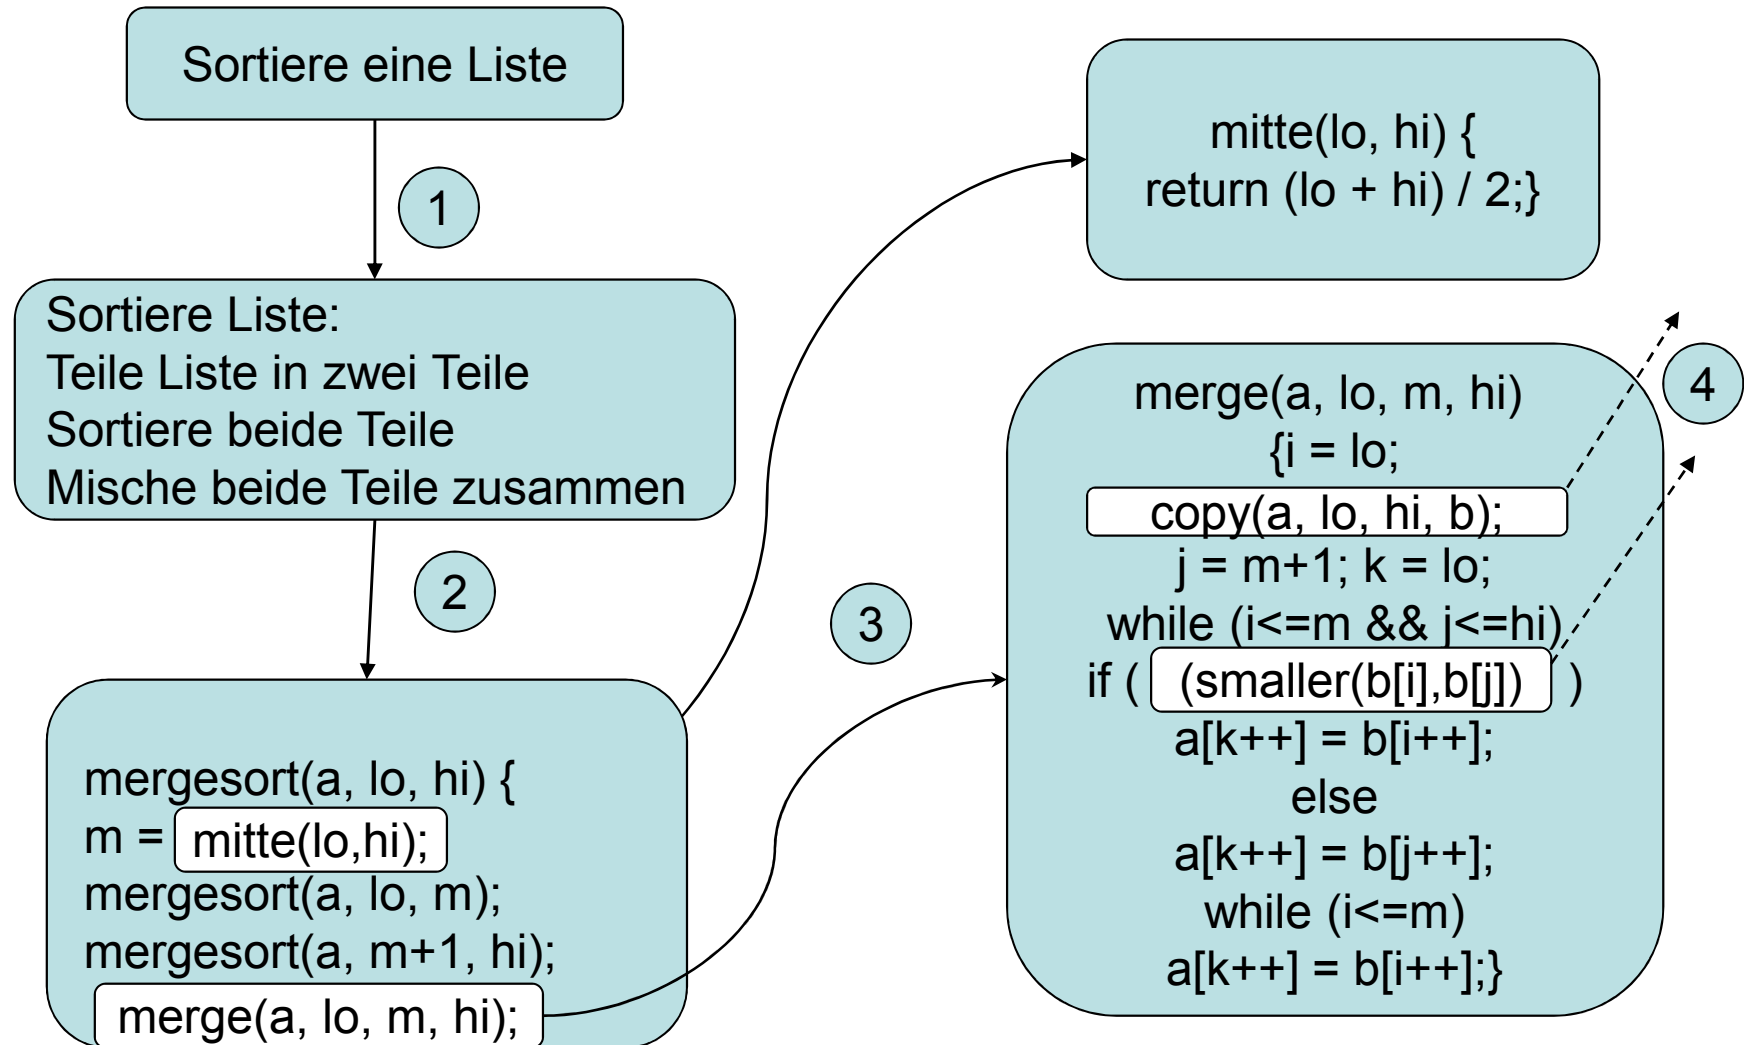 Sortiere eine Liste
1
Sortiere Liste:
Teile Liste in zwei Teile
Sortiere beide Teile
Mische beide Teile zusammen
2
mergesort(a, lo, hi) {
m = mitte(lo,hi);
mergesort(a, lo, m);
mergesort(a, m+1, hi);
merge(a, lo, m, hi);
3
mitte(lo, hi) {
return (lo + hi) / 2;}
merge(a, lo, m, hi)
{i = lo;
copy(a, lo, hi, b);
j = m+1; k = lo;
while (i<=m && j<=hi)
if ( (smaller(b[i],b[j]) )
a[k++] = b[i++];
else
a[k++] = b[j++];
while (i<=m)
a[k++] = b[i++];}
4